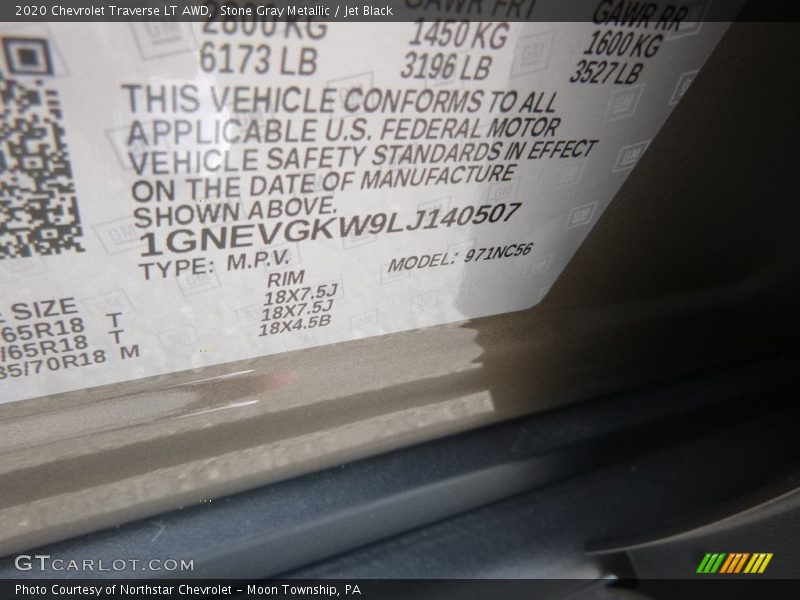 2020 Chevrolet Traverse LT AWD, Stone Gray Metallic / Jet Black
GAWR FRT GAWR RR
2800 KG 1450 KG 1600 KG
6173 LB 3196 LB 3527 LB
THIS VEHICLE CONFORMS TO ALL
APPLICABLE U.S. FEDERAL MOTOR
VEHICLE SAFETY STANDARDS IN EFFECT
ON THE DATE OF MANUFACTURE
SHOWN ABOVE.
1GNEVGKW9LJ140507
TYPE: M.P.V. MODEL: 971NC56
SIZE RIM
65R18 T 18X7.5J
/65R18 T 18X7.5J
35/70R18 M 18X4.5B
GTCARLOT.COM
Photo Courtesy of Northstar Chevrolet - Moon Township, PA